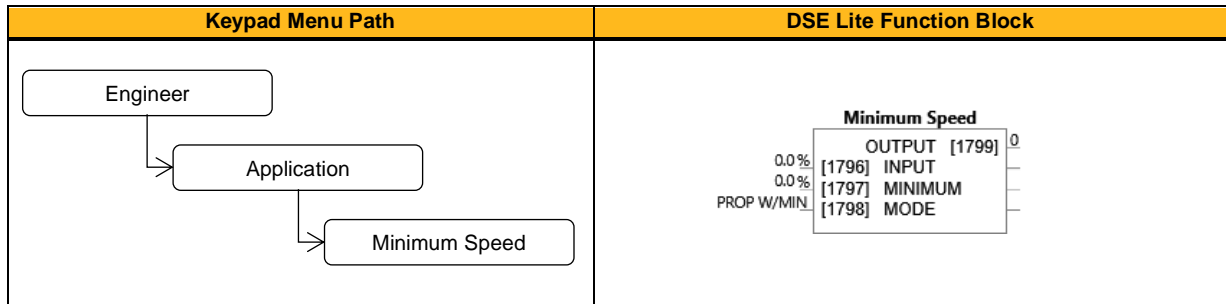 Keypad Menu Path
DSE Lite Function Block
Engineer
Application
Minimum Speed
Minimum Speed
OUTPUT [1799] 0
0.0 % [1796] INPUT
0.0 % [1797] MINIMUM
PROP W/MIN [1798] MODE